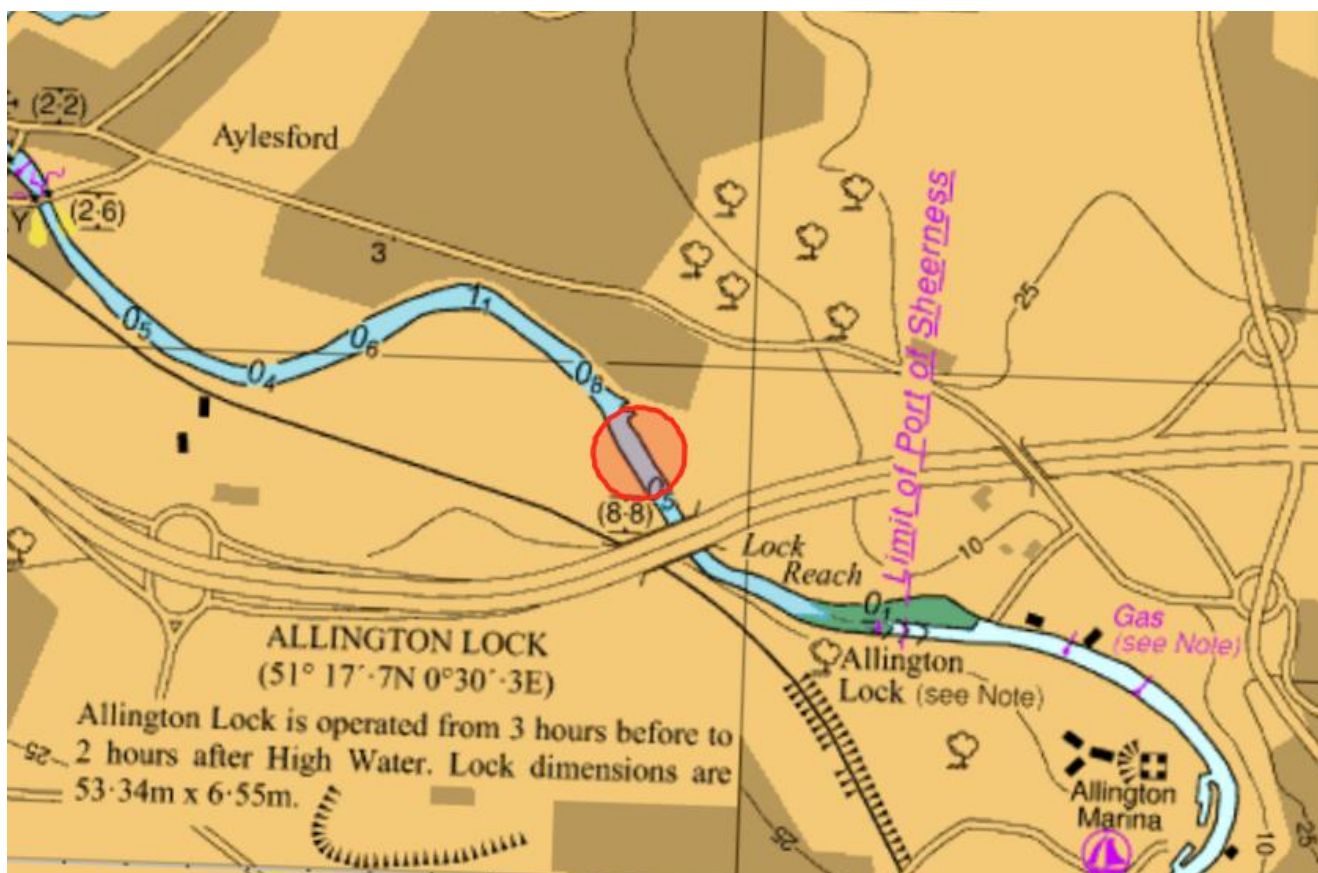 (2·2)
Aylesford
Y
(2·6)
3
0₅
0₄
0₆
1₁
0₈
0₅
(8·8)
Limit of Port of Sheerness
25
10
Lock
Reach
0₁
Gas
(see Note)
Allington
Lock (see Note)
ALLINGTON LOCK
(51° 17´·7N 0°30´·3E)
Allington Lock is operated from 3 hours before to
2 hours after High Water. Lock dimensions are
53·34m x 6·55m.
25
Allington
Marina
25
10
25